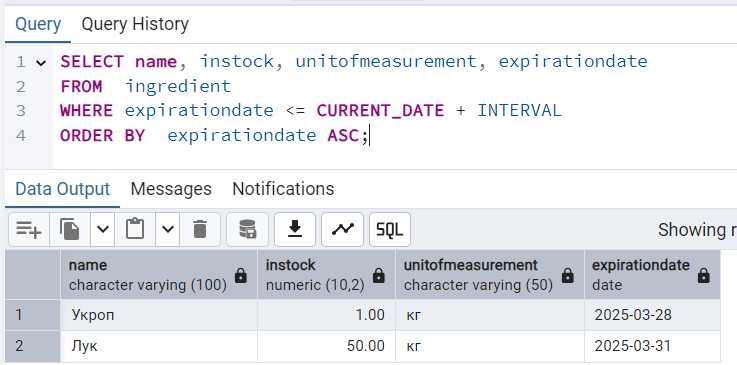 Query Query History
1 SELECT name, instock, unitofmeasurement, expirationdate
2 FROM ingredient
3 WHERE expirationdate <= CURRENT_DATE + INTERVAL
4 ORDER BY expirationdate ASC;
Data Output Messages Notifications
SQL Showing r
name instock unitofmeasurement expirationdate
character varying (100) numeric (10,2) character varying (50) date
1 Укроп 1.00 кг 2025-03-28
2 Лук 50.00 кг 2025-03-31